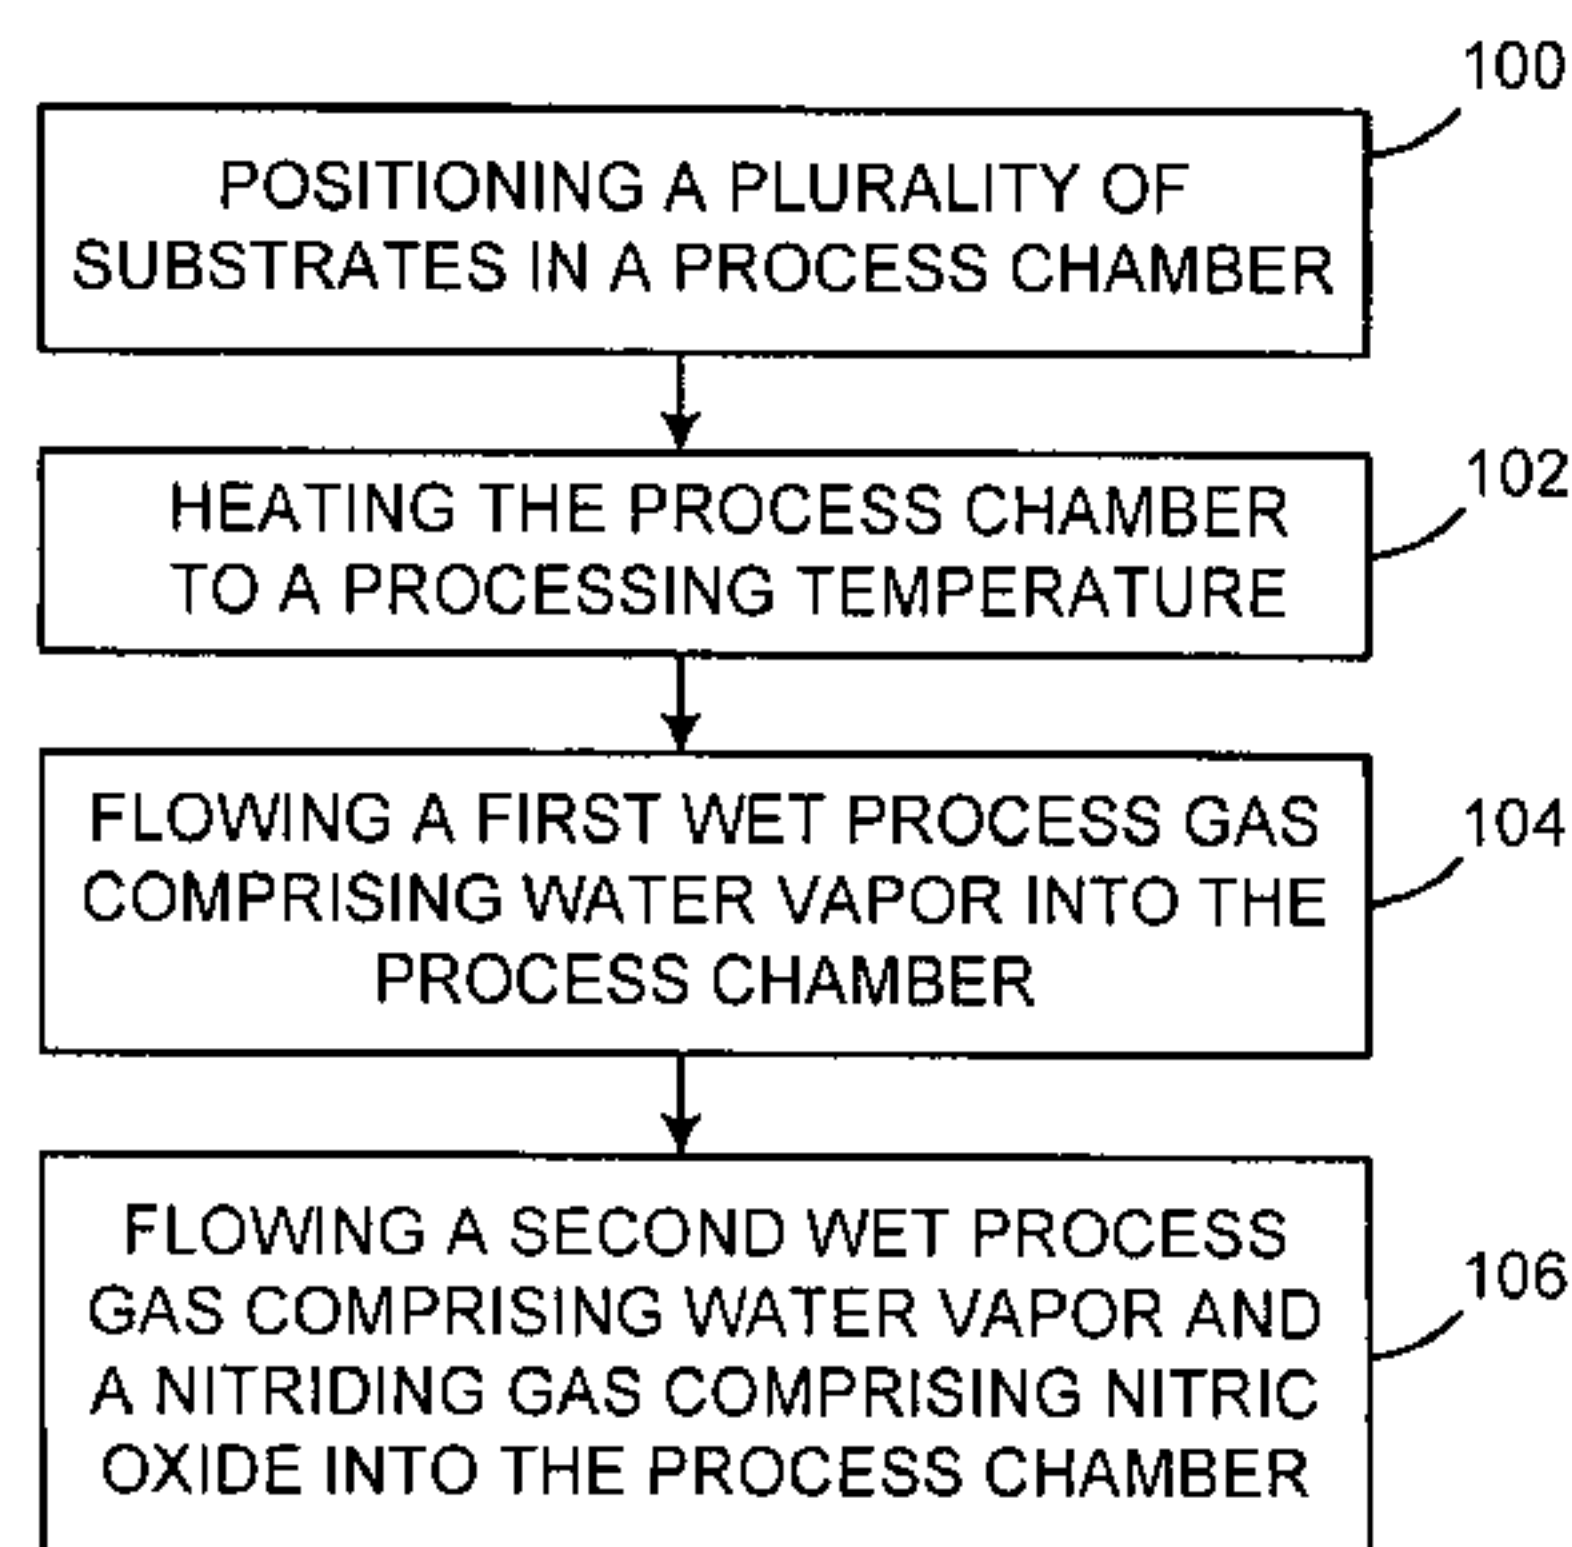 100
POSITIONING A PLURALITY OF
SUBSTRATES IN A PROCESS CHAMBER
102
HEATING THE PROCESS CHAMBER
TO A PROCESSING TEMPERATURE
104
FLOWING A FIRST WET PROCESS GAS
COMPRISING WATER VAPOR INTO THE
PROCESS CHAMBER
106
FLOWING A SECOND WET PROCESS
GAS COMPRISING WATER VAPOR AND
A NITRIDING GAS COMPRISING NITRIC
OXIDE INTO THE PROCESS CHAMBER